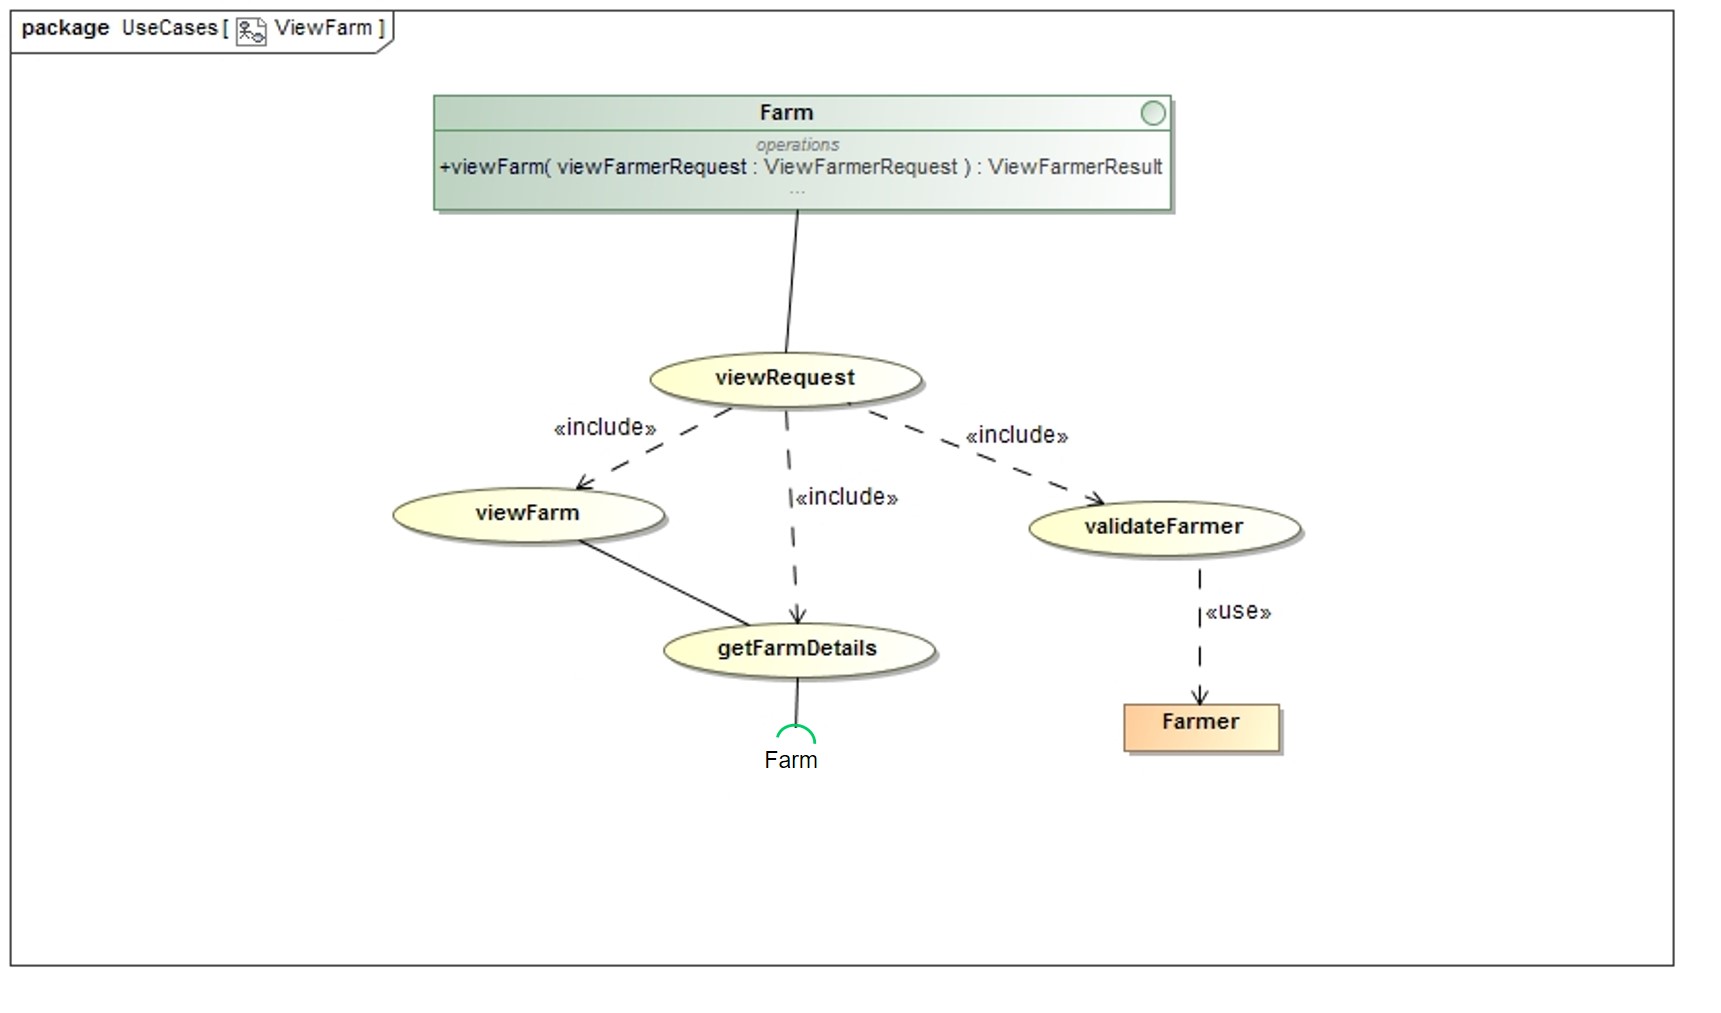 package UseCases[ ViewFarm ]
Farm
operations
+viewFarm( viewFarmerRequest : ViewFarmerRequest ) : ViewFarmerResult
...
viewRequest
«include»
«include»
«include»
viewFarm
validateFarmer
«use»
getFarmDetails
Farmer
Farm